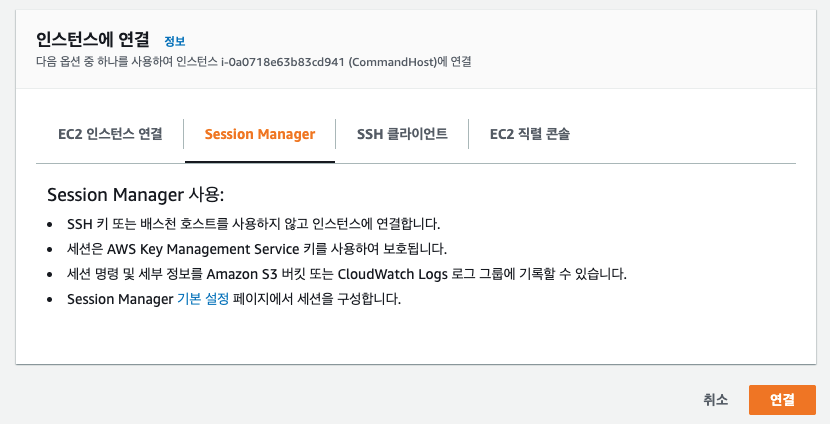 인스턴스에 연결 정보
다음 옵션 중 하나를 사용하여 인스턴스 i-0a0718e63b83cd941 (CommandHost)에 연결
EC2 인스턴스 연결 Session Manager SSH 클라이언트 EC2 직렬 콘솔
Session Manager 사용:
• SSH 키 또는 배스천 호스트를 사용하지 않고 인스턴스에 연결합니다.
• 세션은 AWS Key Management Service 키를 사용하여 보호됩니다.
• 세션 명령 및 세부 정보를 Amazon S3 버킷 또는 CloudWatch Logs 로그 그룹에 기록할 수 있습니다.
• Session Manager 기본 설정 페이지에서 세션을 구성합니다.
취소 연결